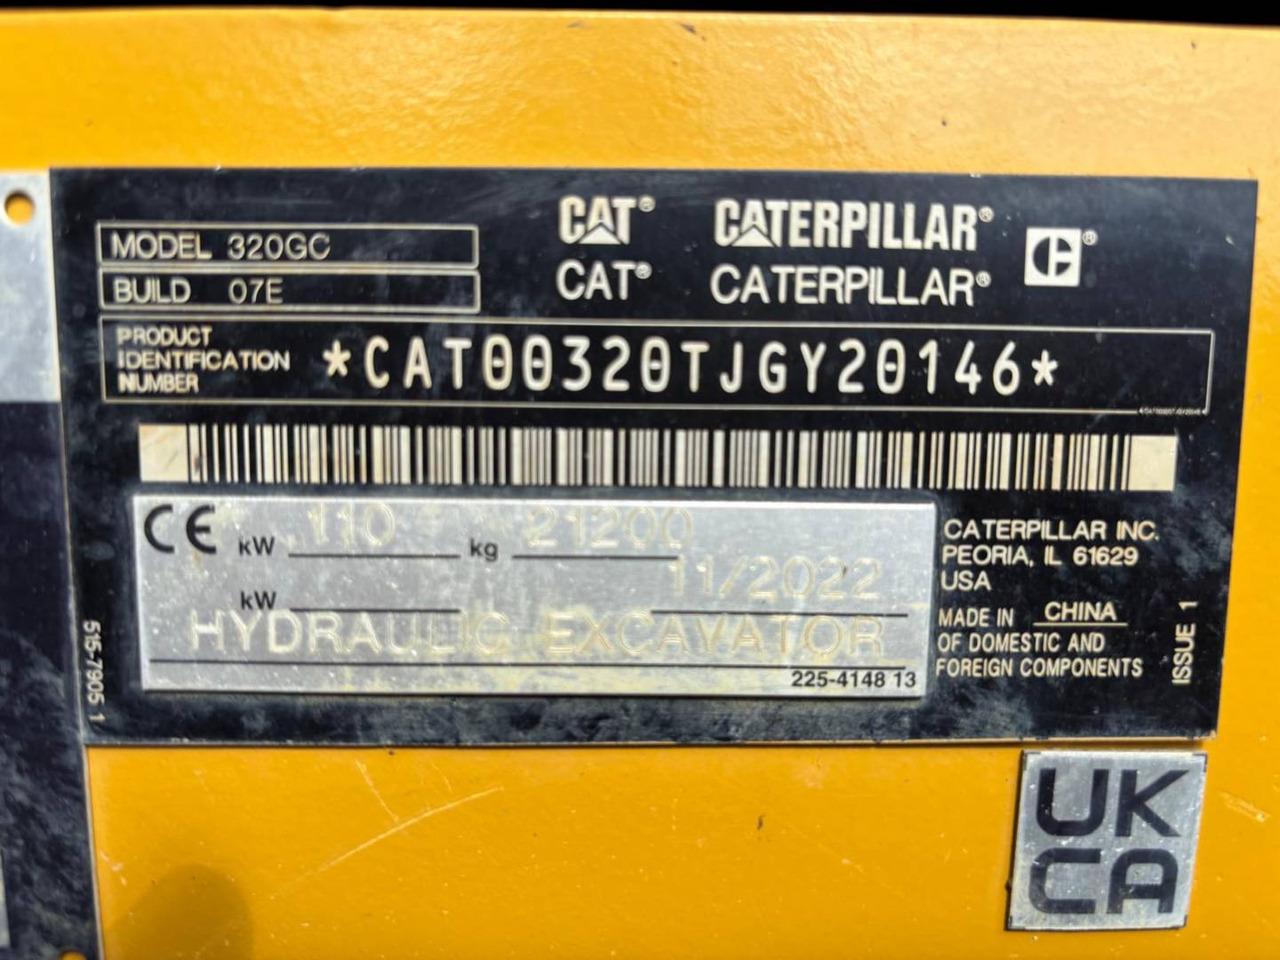 CAT® CATERPILLAR®
CAT® CATERPILLAR® C®
MODEL 320GC
BUILD 07E
PRODUCT
IDENTIFICATION
NUMBER
*CAT00320TJGY20146*
CE kW 110 kg 21200
11/2022
kW
HYDRAULIC EXCAVATOR
225-4148 13
CATERPILLAR INC.
PEORIA, IL 61629
USA
MADE IN CHINA
OF DOMESTIC AND
FOREIGN COMPONENTS
ISSUE 1
515-7905 1
UK
CA